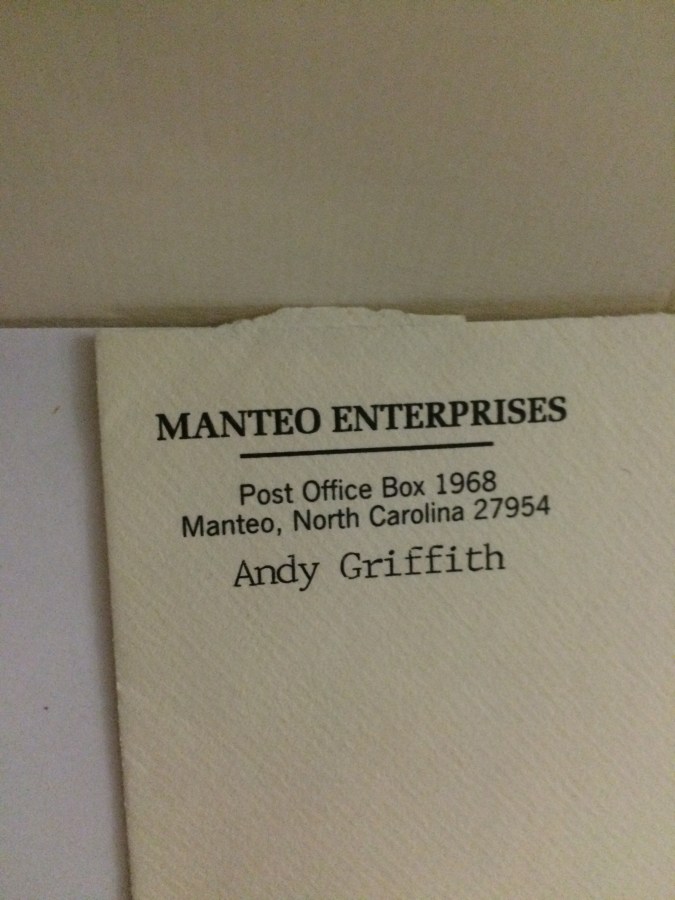 MANTEO ENTERPRISES
Post Office Box 1968
Manteo, North Carolina 27954
Andy Griffith